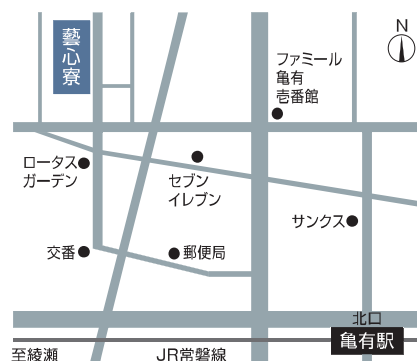 藝心寮
N
ファミール
亀有
壱番館
ロータス
ガーデン
セブン
イレブン
サンクス
交番
郵便局
北口
亀有駅
至綾瀬
JR常磐線